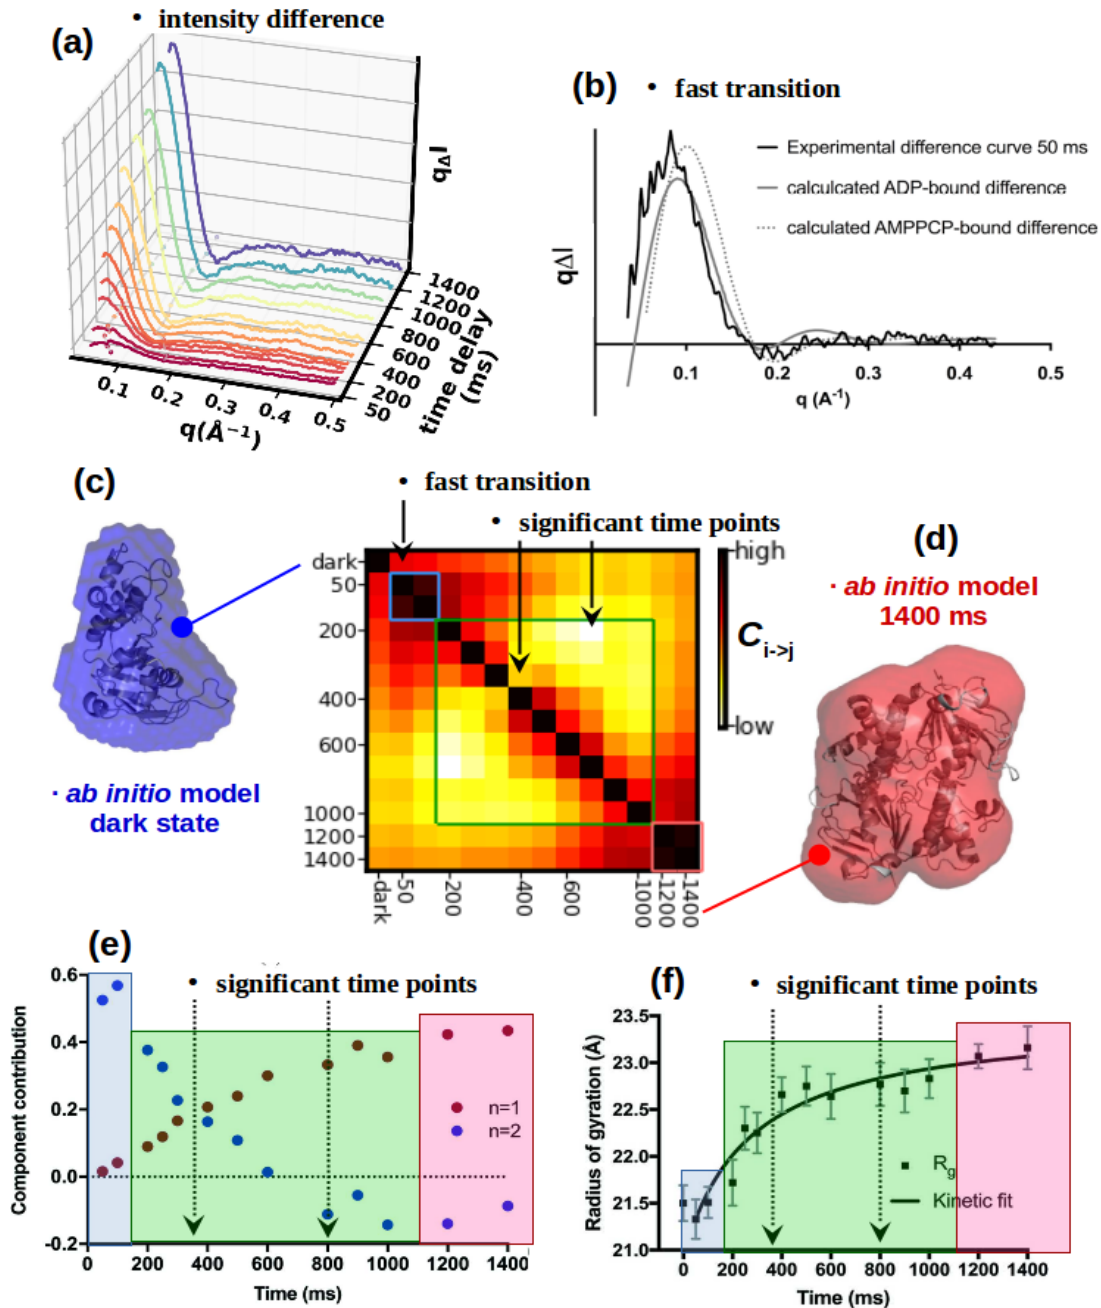 • intensity difference
(a)
qΔI
1400
1200
1000
800
600
400
200
50
time delay
(ms)
0.1
0.2
0.3
0.4
0.5
q(Å⁻¹)
(b)
• fast transition
Experimental difference curve 50 ms
calculcated ADP-bound difference
calculated AMPPCP-bound difference
qΔI
0.1
0.2
0.3
0.4
0.5
q (A⁻¹)
(c)
• fast transition
• significant time points
(d)
· ab initio model
1400 ms
· ab initio model
dark state
dark
50
200
400
600
1000
1200
1400
dark
50
200
400
600
1000
1200
1400
high
C i->j
low
(e)
• significant time points
0.6
0.4
0.2
0.0
-0.2
Component contribution
n=1
n=2
0 200 400 600 800 1000 1200 1400
Time (ms)
(f)
• significant time points
23.5
23.0
22.5
22.0
21.5
21.0
Radius of gyration (Å)
Rg
Kinetic fit
0 200 400 600 800 1000 1200 1400
Time (ms)